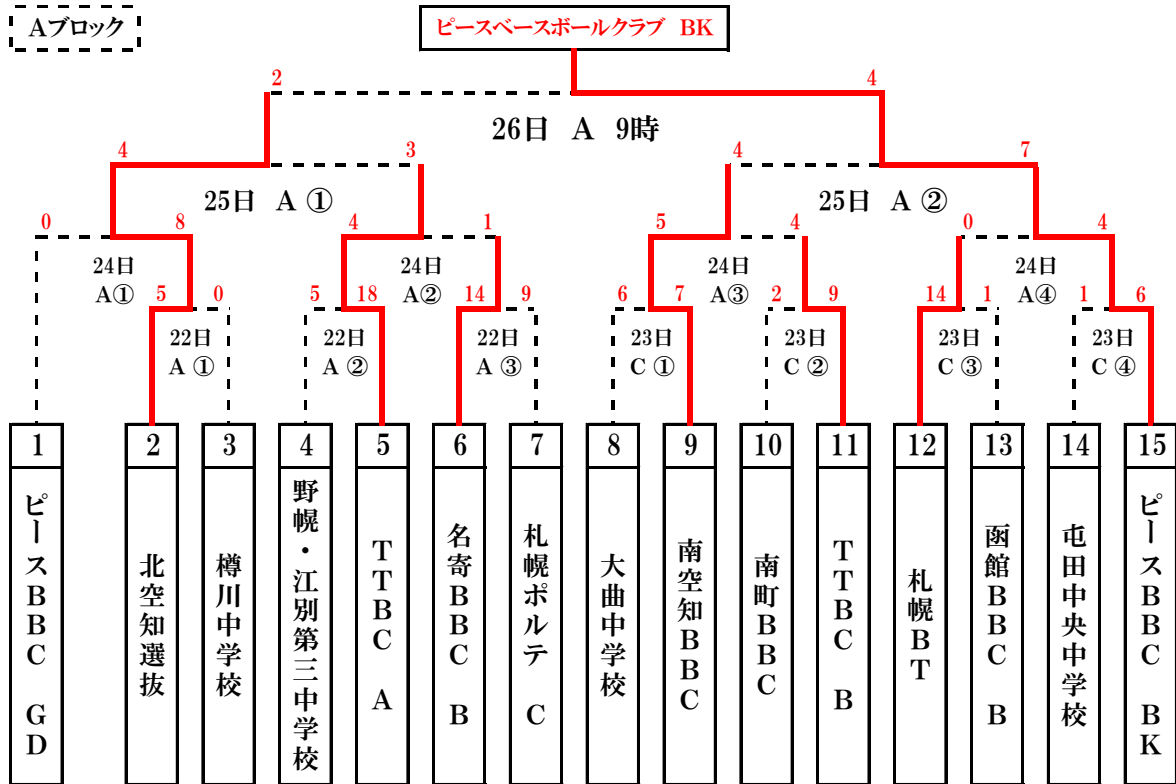 Aブロック
ピースベースボールクラブ BK
2
4
26日 A 9時
4
3
4
7
25日 A ①
25日 A ②
0
8
4
1
5
4
0
4
24日
A①
24日
A②
24日
A③
24日
A④
5
0
5
18
14
9
6
7
2
9
14
1
1
6
22日
A ①
22日
A ②
22日
A ③
23日
C ①
23日
C ②
23日
C ③
23日
C ④
1
2
3
4
5
6
7
8
9
10
11
12
13
14
15
ピースBBC GD
北空知選抜
樽川中学校
野幌・江別第三中学校
TTBC A
名寄BBC B
札幌ポルテ C
大曲中学校
南空知BBC
南町BBC
TTBC B
札幌BT
函館BBC B
屯田中央中学校
ピースBBC BK